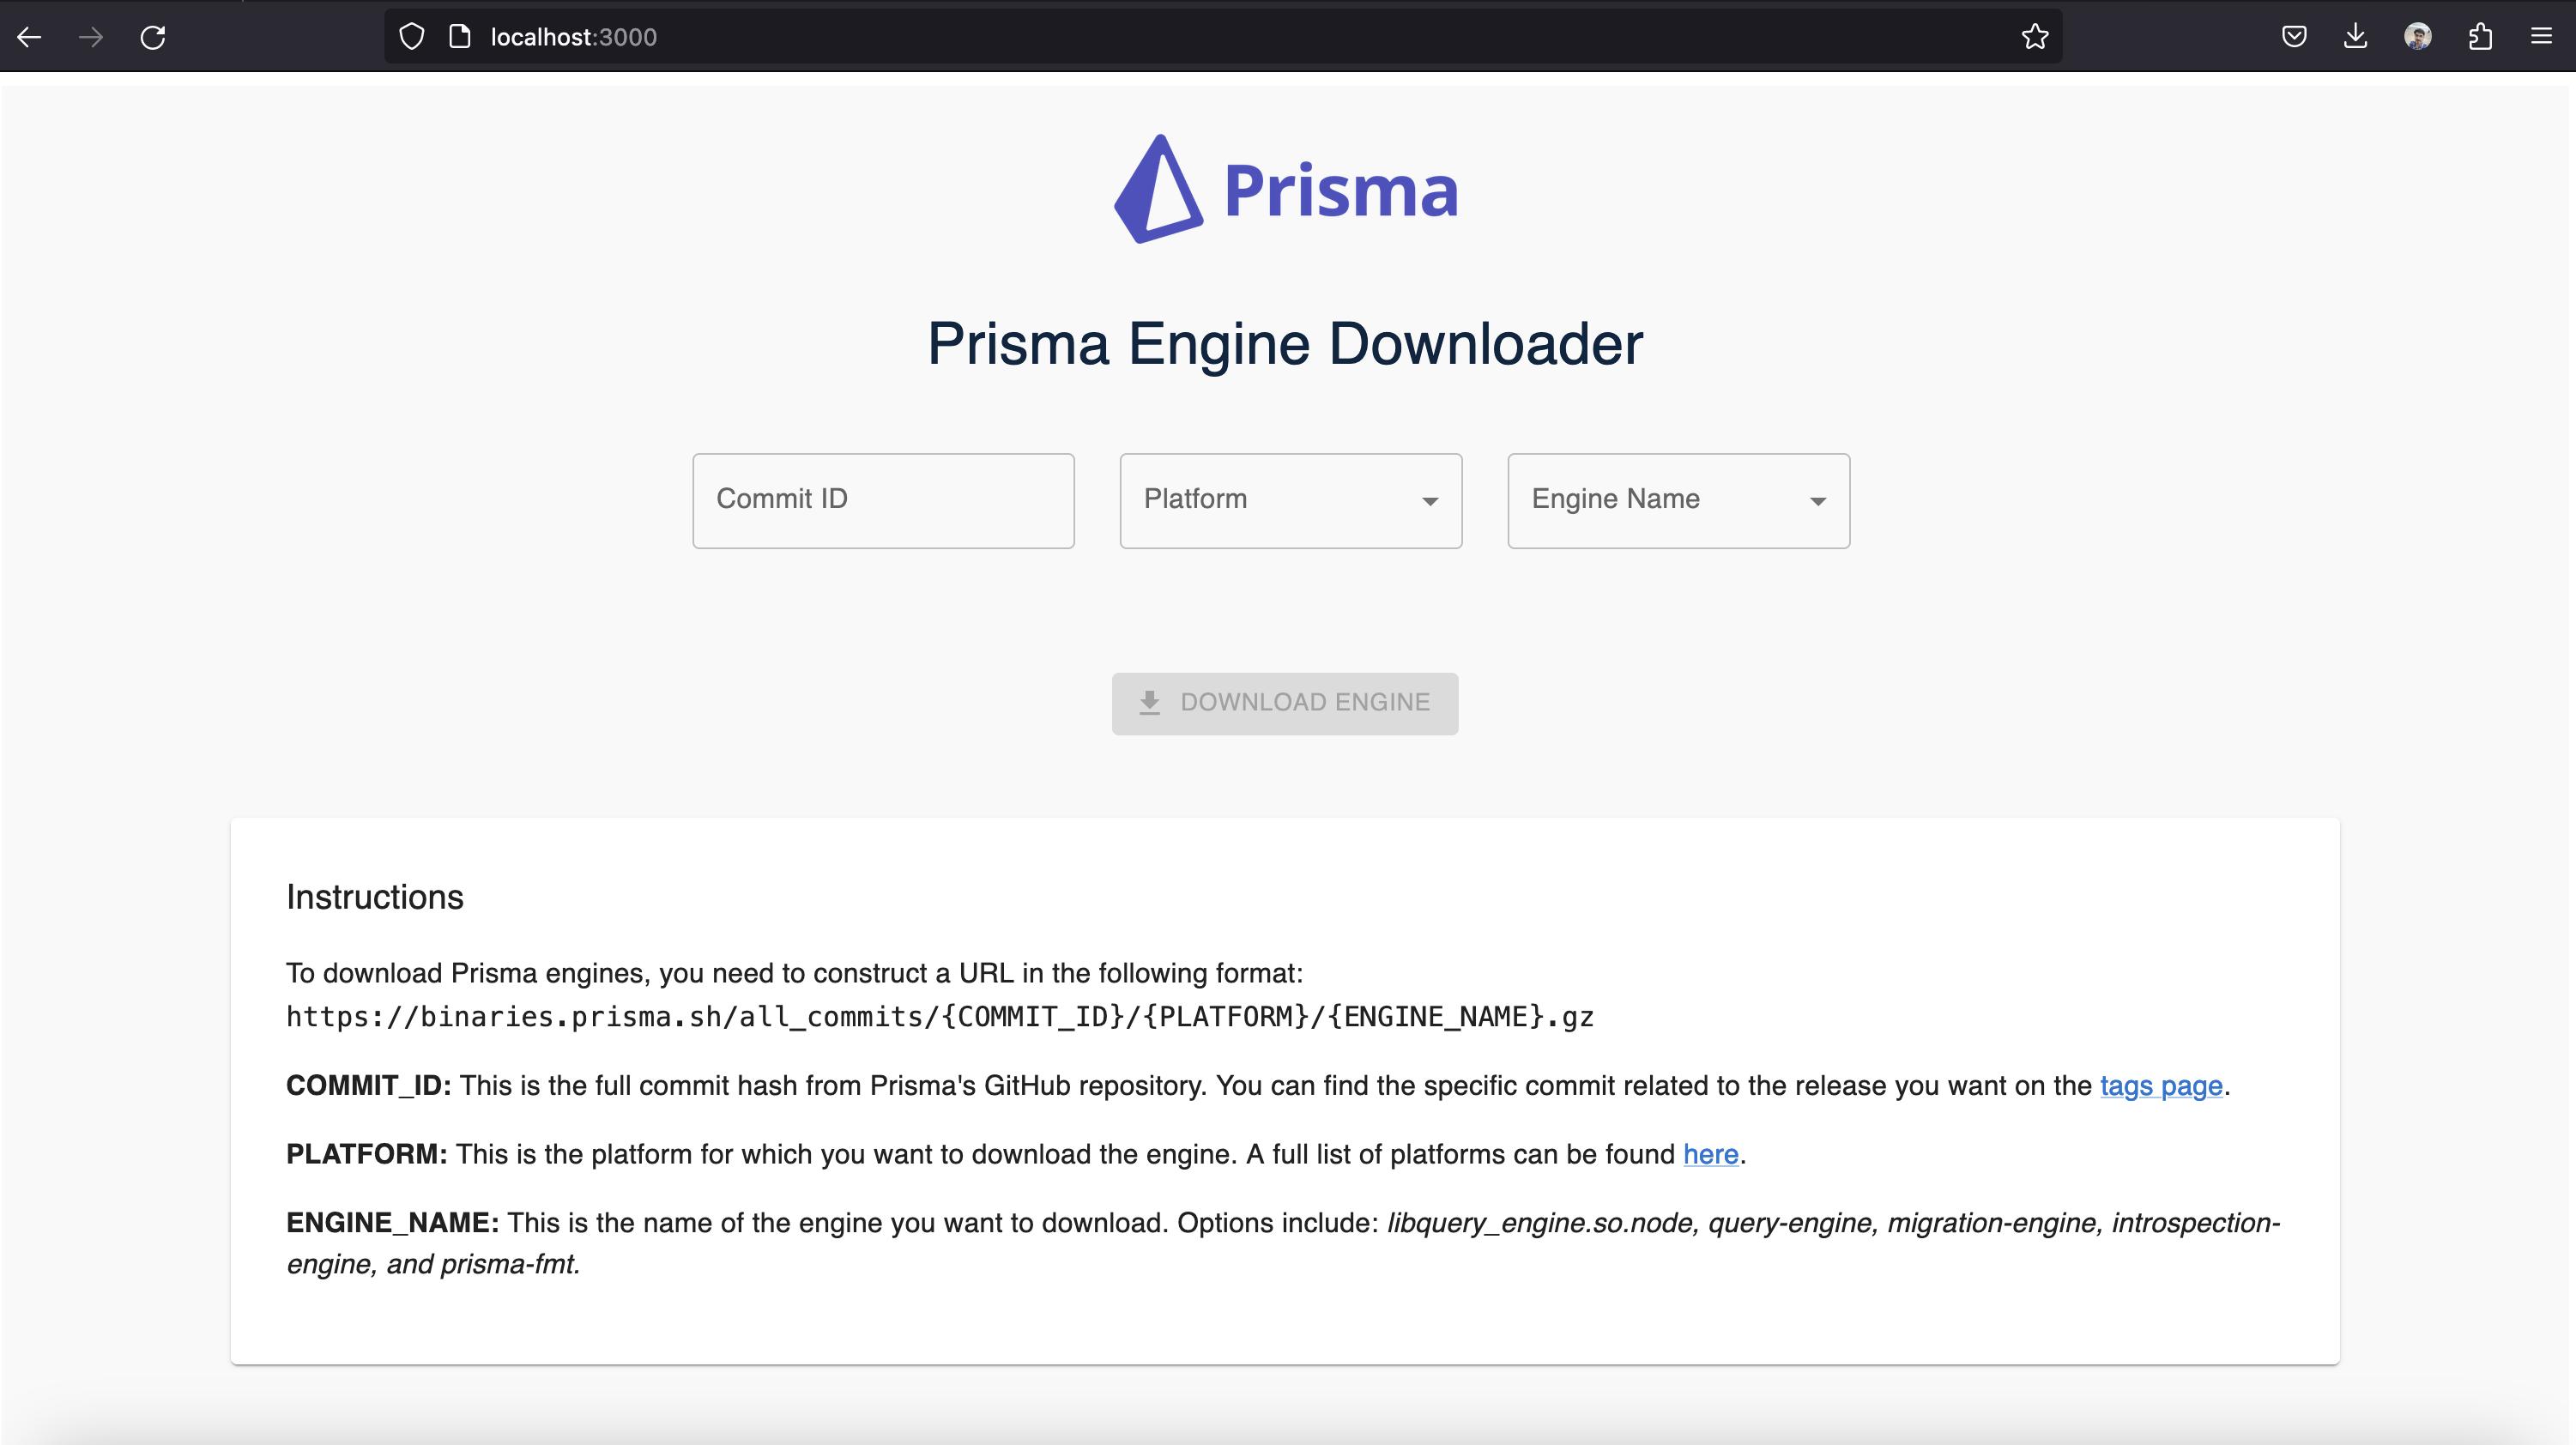 localhost:3000
Prisma
Prisma Engine Downloader
Commit ID
Platform
Engine Name
DOWNLOAD ENGINE
Instructions
To download Prisma engines, you need to construct a URL in the following format:
https://binaries.prisma.sh/all_commits/{COMMIT_ID}/{PLATFORM}/{ENGINE_NAME}.gz
COMMIT_ID: This is the full commit hash from Prisma's GitHub repository. You can find the specific commit related to the release you want on the tags page.
PLATFORM: This is the platform for which you want to download the engine. A full list of platforms can be found here.
ENGINE_NAME: This is the name of the engine you want to download. Options include: libquery_engine.so.node, query-engine, migration-engine, introspection-
engine, and prisma-fmt.